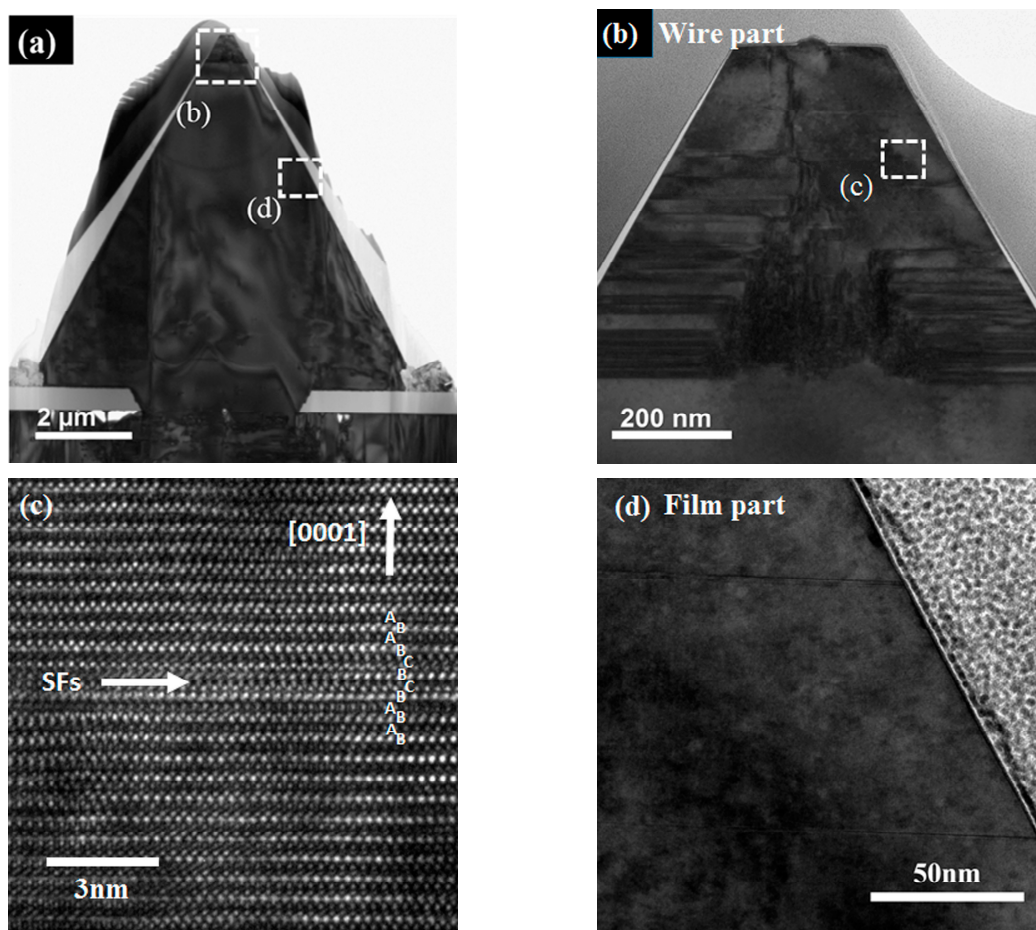 (a)
(b)
(d)
2 µm
(b) Wire part
(c)
200 nm
(c)
[0001]
A
B
A
B
C
B
C
B
A
B
A
B
SFs
3nm
(d) Film part
50nm